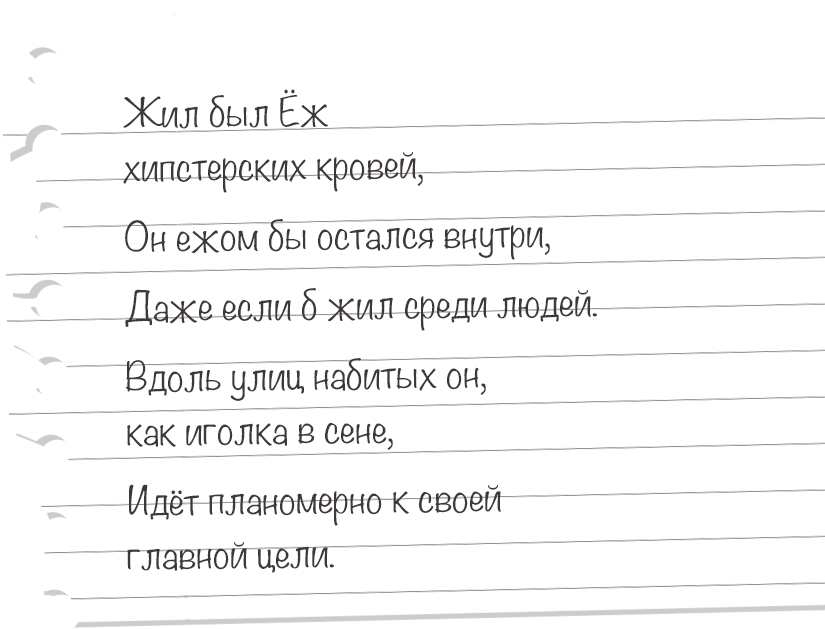 Жил был Ёж
хипстерских кровей,
Он ежом бы остался внутри,
Даже если б жил среди людей.
Вдоль улиц набитых он,
как иголка в сене,
Идёт планомерно к своей
главной цели.